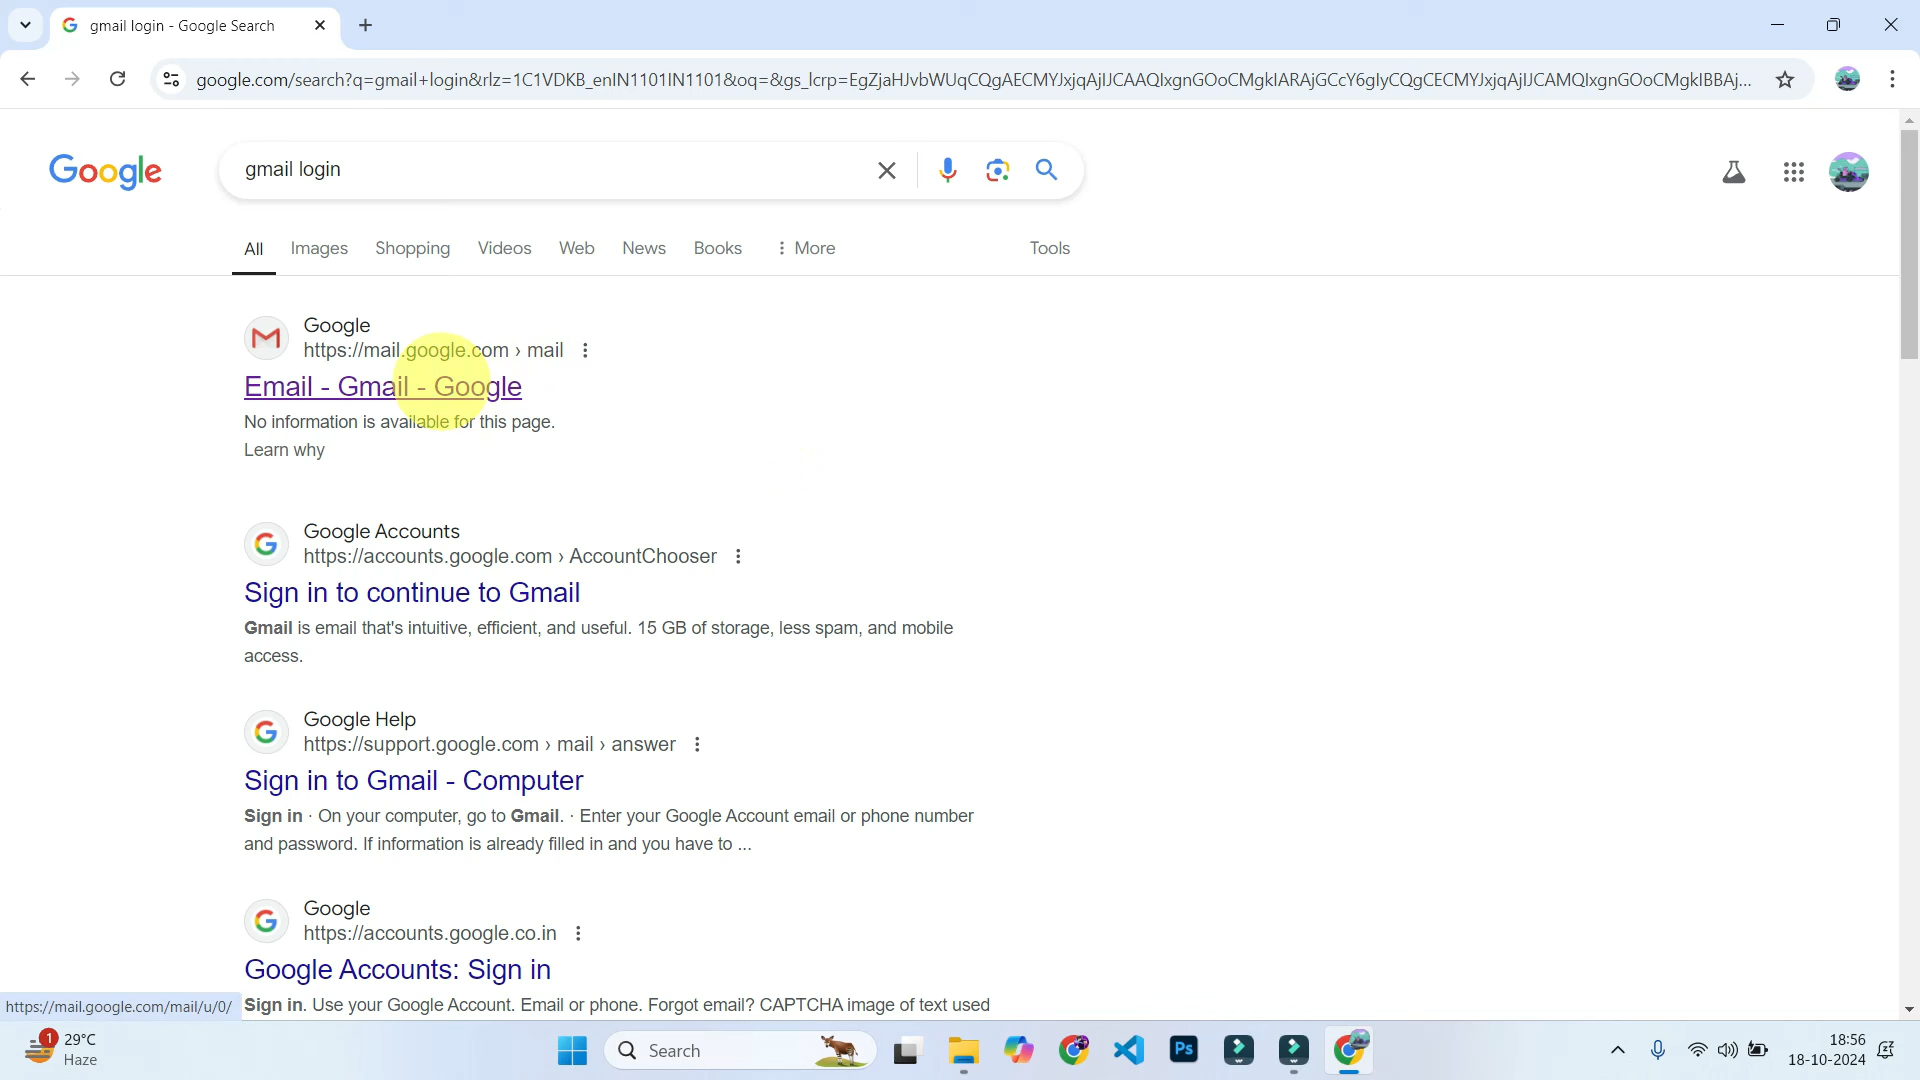 gmail login - Google Search
google.com/search?q=gmail+login&rlz=1C1VDKB_enIN1101IN1101&oq=&gs_lcrp=EgZjaHJvbWUqCQgAECMYJxjqAjIJCAAQIxgnGOoCMgkIARAjGCcY6gIyCQgCECMYJxjqAjIJCAMQIxgnGOoCMgkIBBAj...
Google
gmail login
All Images Shopping Videos Web News Books More Tools
Google
https://mail.google.com › mail
Email - Gmail - Google
No information is available for this page.
Learn why
Google Accounts
https://accounts.google.com › AccountChooser
Sign in to continue to Gmail
Gmail is email that's intuitive, efficient, and useful. 15 GB of storage, less spam, and mobile
access.
Google Help
https://support.google.com › mail › answer
Sign in to Gmail - Computer
Sign in · On your computer, go to Gmail. · Enter your Google Account email or phone number
and password. If information is already filled in and you have to ...
Google
https://accounts.google.co.in
Google Accounts: Sign in
Sign in. Use your Google Account. Email or phone. Forgot email? CAPTCHA image of text used
https://mail.google.com/mail/u/0/
1
29°C
Haze
Search
Ps
18:56
18-10-2024